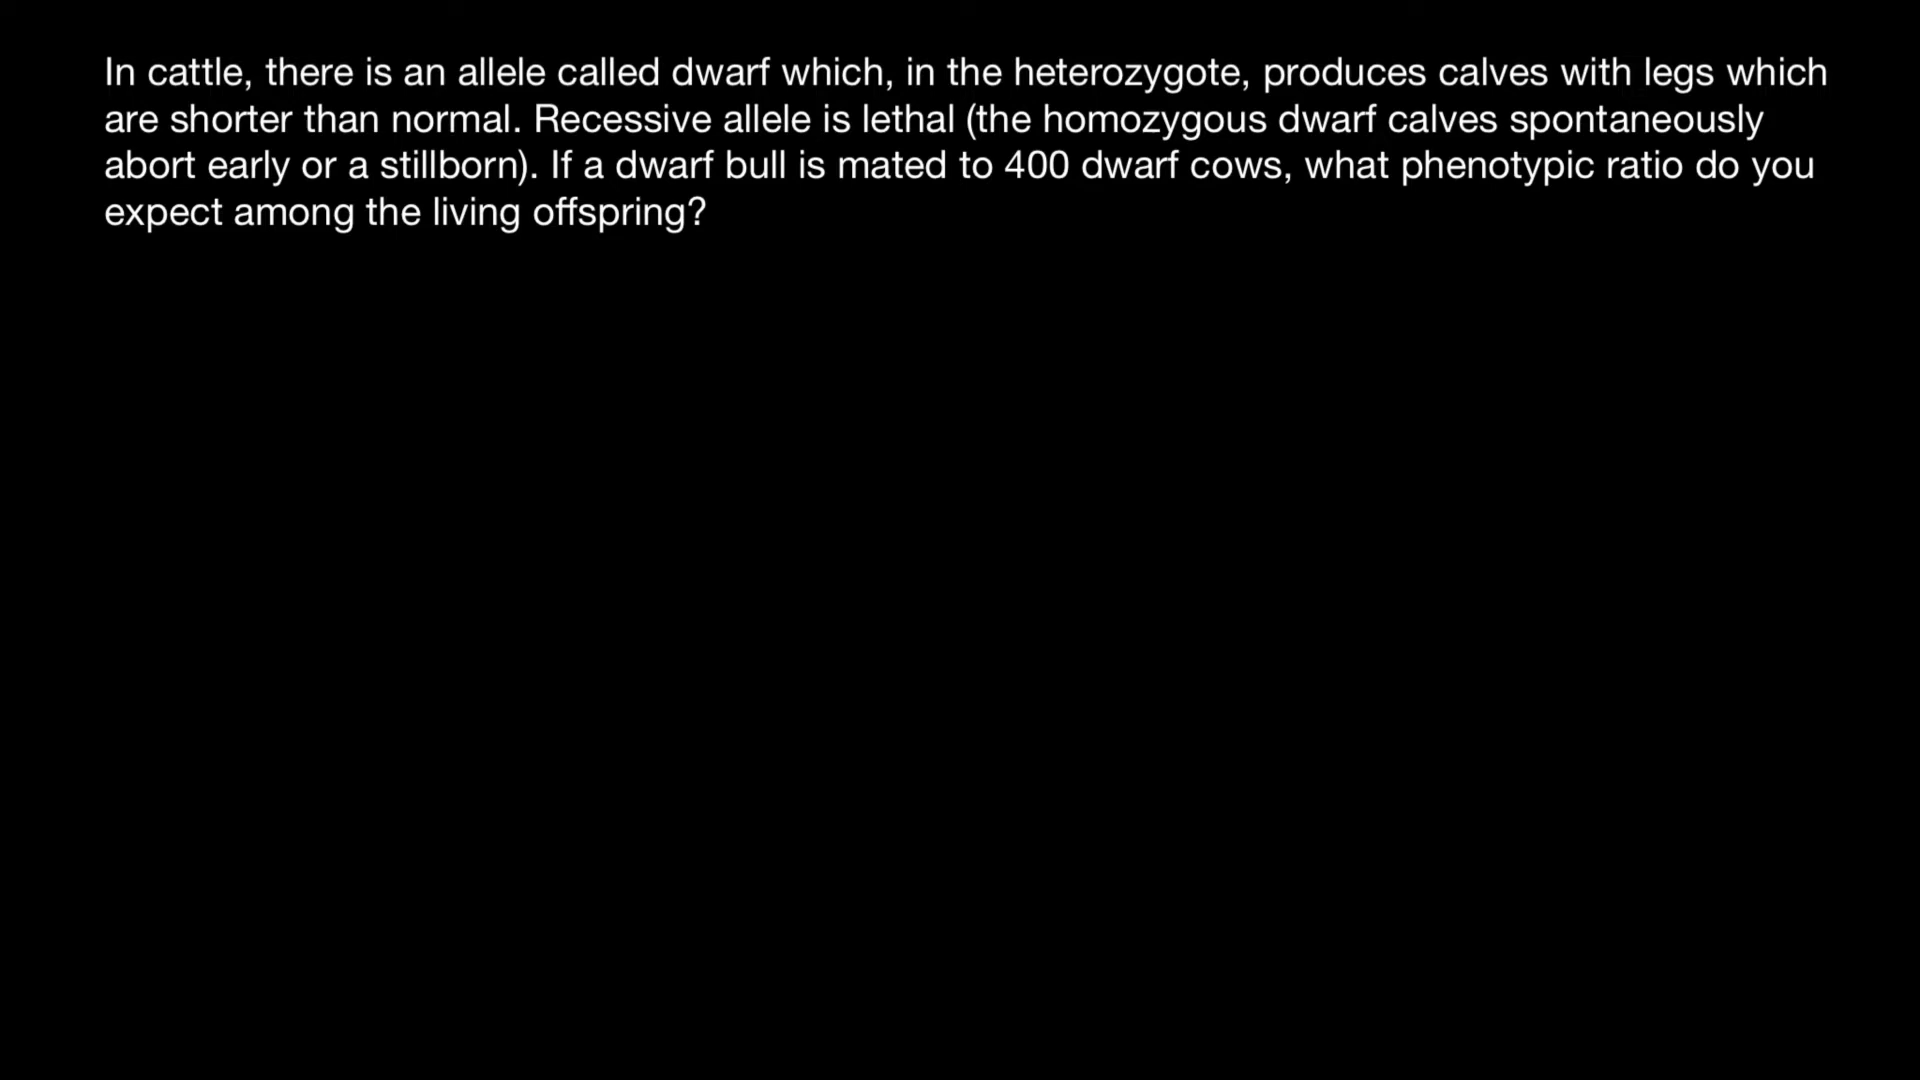 In cattle, there is an allele called dwarf which, in the heterozygote, produces calves with legs which
are shorter than normal. Recessive allele is lethal (the homozygous dwarf calves spontaneously
abort early or a stillborn). If a dwarf bull is mated to 400 dwarf cows, what phenotypic ratio do you
expect among the living offspring?